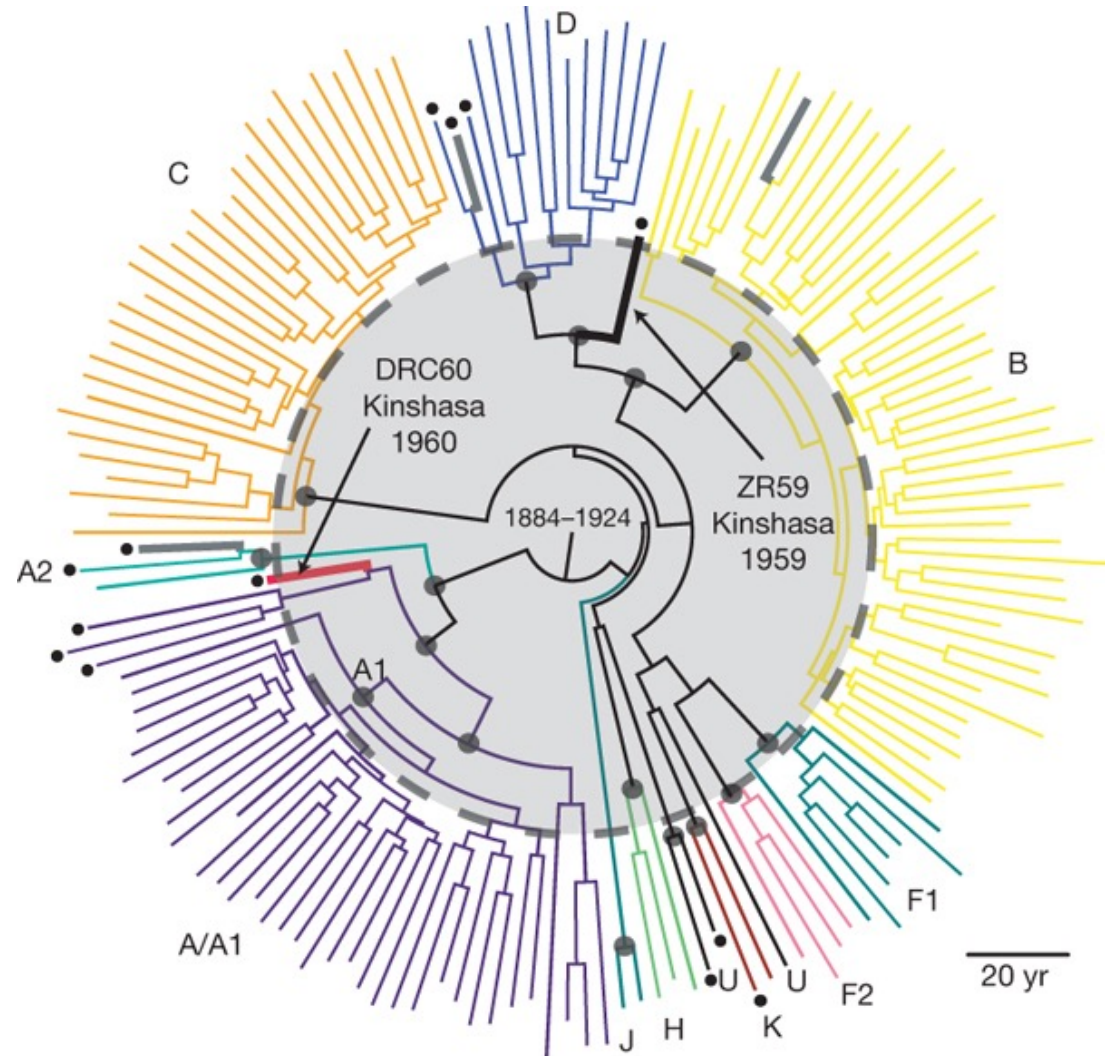 D
C
B
DRC60
Kinshasa
1960
ZR59
Kinshasa
1959
1884–1924
A2
A1
A/A1
F1
20 yr
F2
U
U
K
H
J